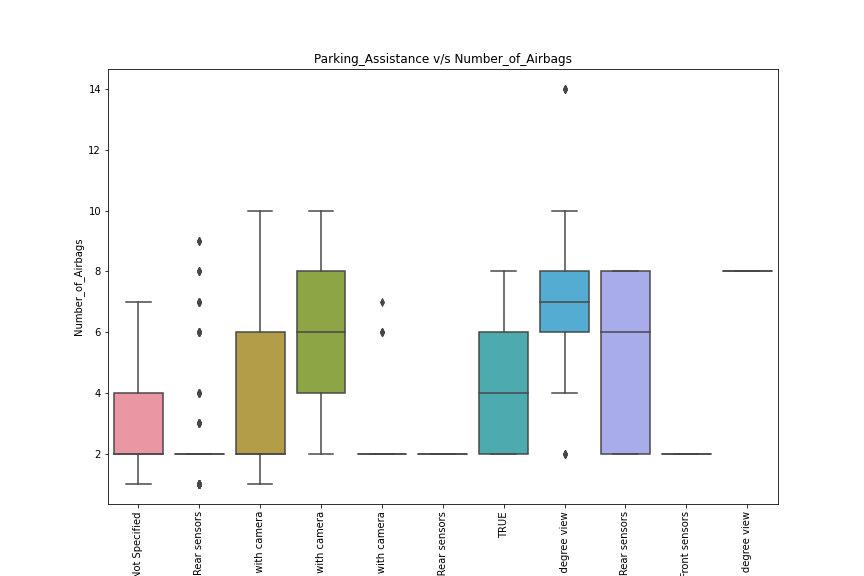 Parking_Assistance v/s Number_of_Airbags
Number_of_Airbags
14
12
10
8
6
4
2
Not Specified
Rear sensors
with camera
with camera
with camera
Rear sensors
TRUE
degree view
Rear sensors
Front sensors
degree view